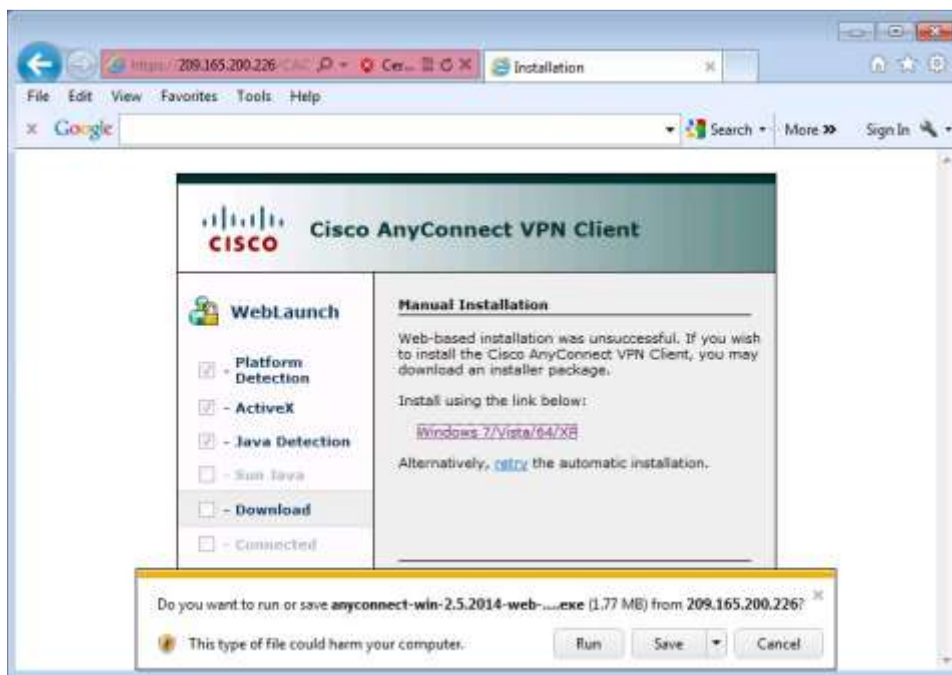 https://209.165.200.226/CAC
Cer...
Installation
File Edit View Favorites Tools Help
x Google
Search
More »
Sign In
CISCO
Cisco AnyConnect VPN Client
WebLaunch
- Platform Detection
- ActiveX
- Java Detection
- Sun Java
- Download
- Connected
Manual Installation
Web-based installation was unsuccessful. If you wish
to install the Cisco AnyConnect VPN Client, you may
download an installer package.
Install using the link below:
Windows 7/Vista/64/XP
Alternatively, retry the automatic installation.
Do you want to run or save anyconnect-win-2.5.2014-web-....exe (1.77 MB) from 209.165.200.226?
This type of file could harm your computer.
Run
Save
Cancel